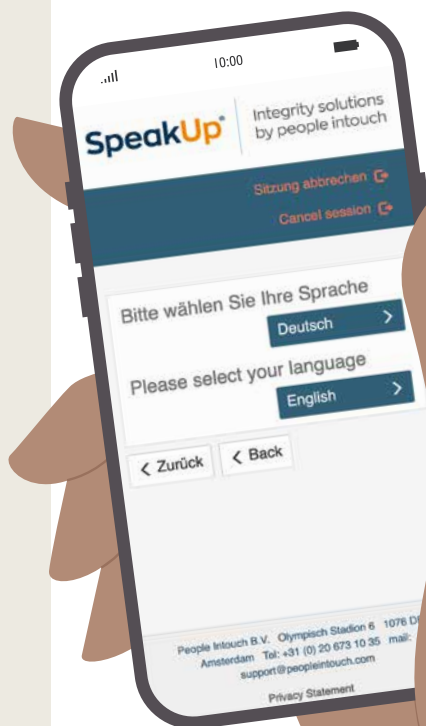 10:00
SpeakUp®
Integrity solutions
by people intouch
Sitzung abbrechen
Cancel session
Bitte wählen Sie Ihre Sprache
Deutsch
Please select your language
English
Zurück
Back
People Intouch B.V. Olympisch Stadion 6 1076 D
Amsterdam Tel: +31 (0) 20 673 10 35 mail:
support@peopleintouch.com
Privacy Statement